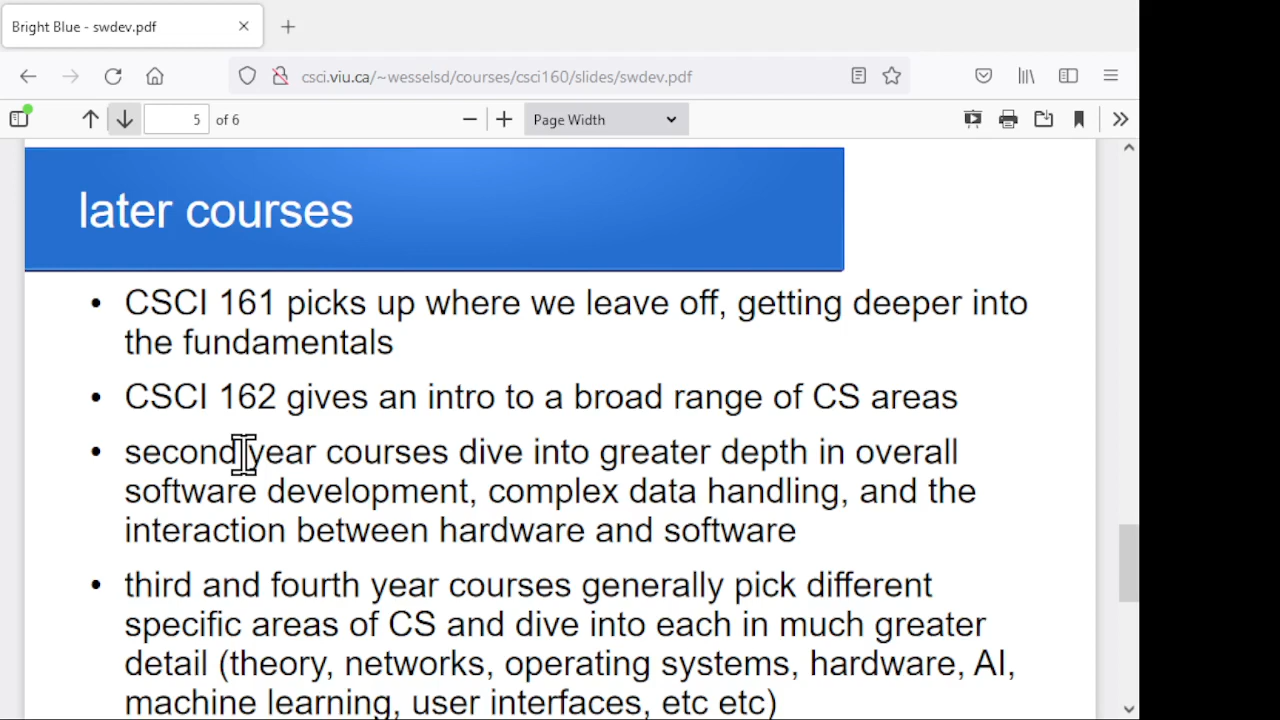 Bright Blue - swdev.pdf
csci.viu.ca/~wesselsd/courses/csci160/slides/swdev.pdf
5 of 6
Page Width
later courses
• CSCI 161 picks up where we leave off, getting deeper into
the fundamentals
• CSCI 162 gives an intro to a broad range of CS areas
• second year courses dive into greater depth in overall
software development, complex data handling, and the
interaction between hardware and software
• third and fourth year courses generally pick different
specific areas of CS and dive into each in much greater
detail (theory, networks, operating systems, hardware, AI,
machine learning, user interfaces, etc etc)